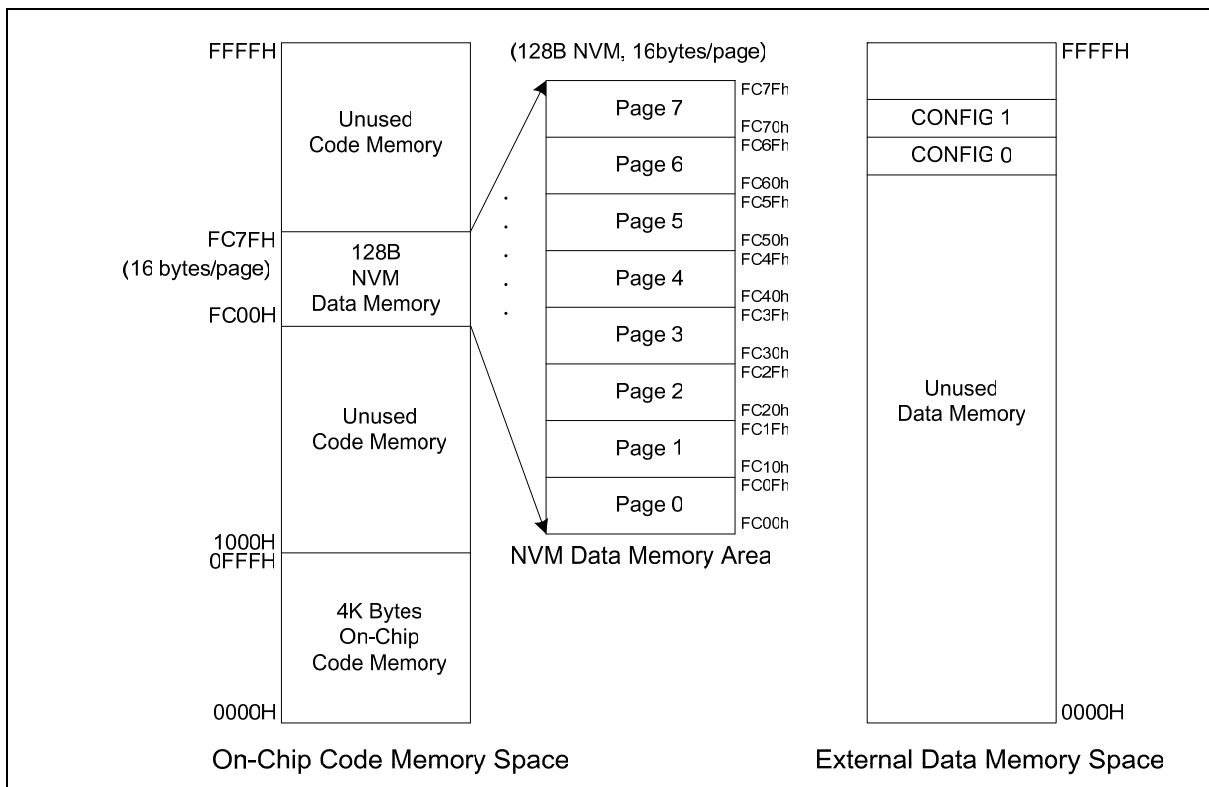 FFFFH
Unused
Code Memory
FC7FH
(16 bytes/page)
128B
NVM
Data Memory
FC00H
Unused
Code Memory
1000H
0FFFH
4K Bytes
On-Chip
Code Memory
0000H
On-Chip Code Memory Space
(128B NVM, 16bytes/page)
FC7Fh
Page 7
FC70h
FC6Fh
Page 6
FC60h
FC5Fh
Page 5
FC50h
FC4Fh
Page 4
FC40h
FC3Fh
Page 3
FC30h
FC2Fh
Page 2
FC20h
FC1Fh
Page 1
FC10h
FC0Fh
Page 0
FC00h
NVM Data Memory Area
FFFFH
CONFIG 1
CONFIG 0
Unused
Data Memory
0000H
External Data Memory Space